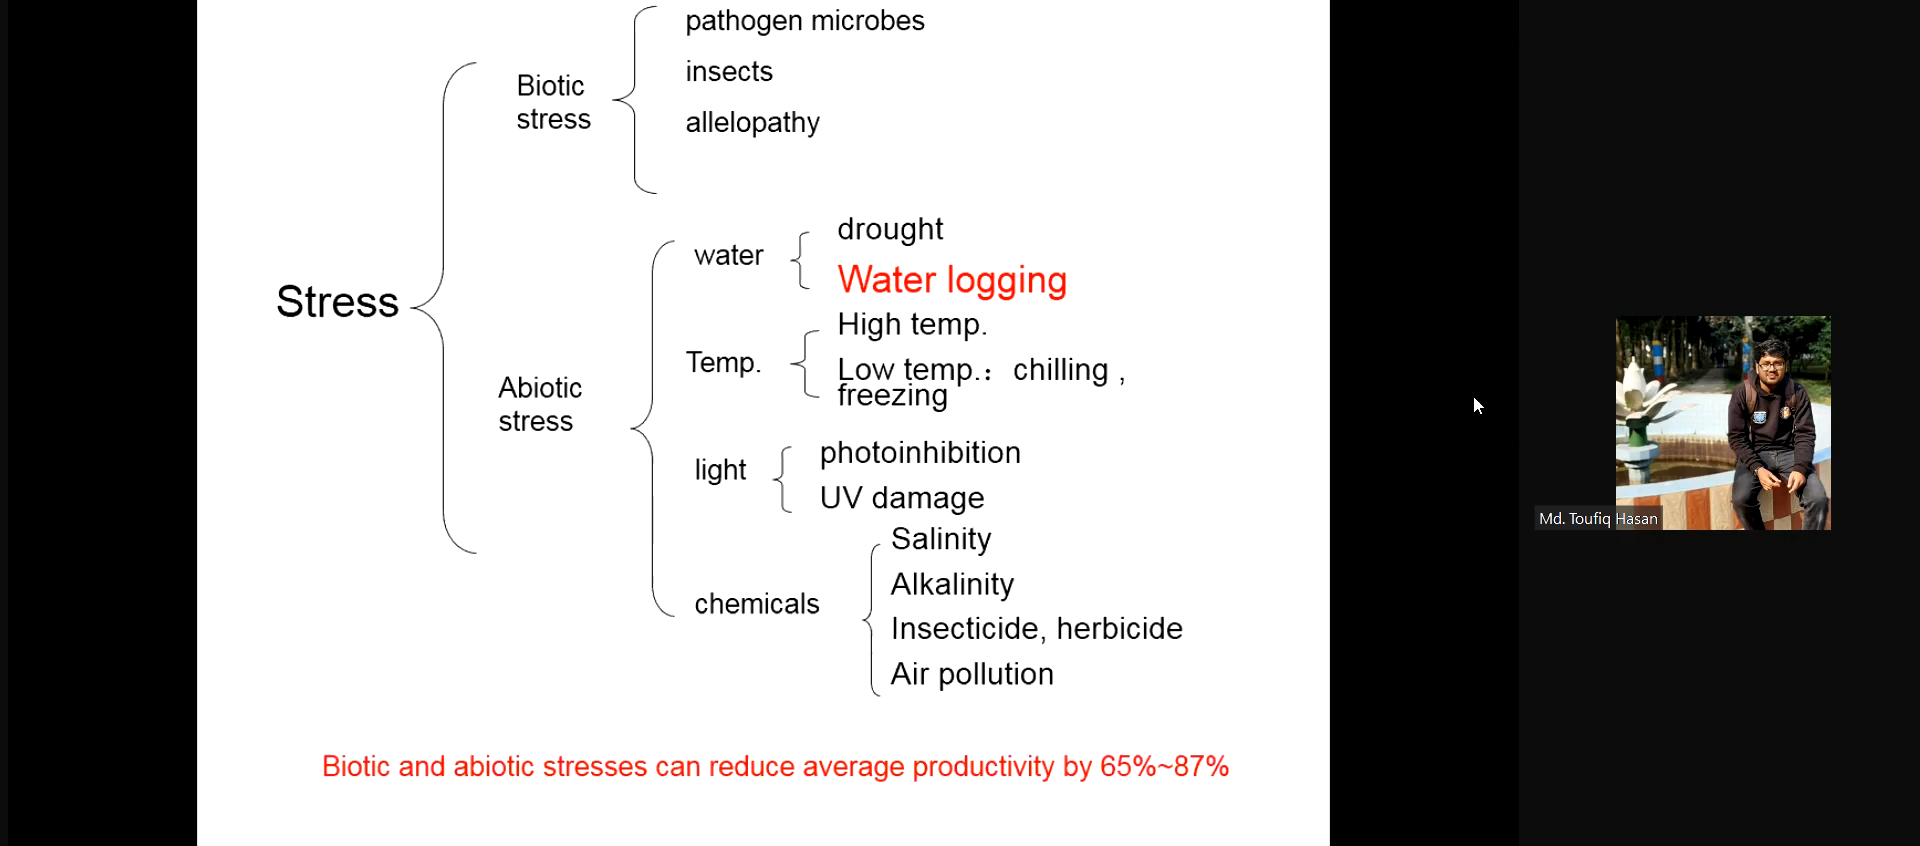 pathogen microbes
insects
allelopathy
Biotic
stress
drought
water
Water logging
Stress
High temp.
Temp.
Low temp.：chilling ,
freezing
Abiotic
stress
photoinhibition
light
UV damage
Salinity
Alkalinity
chemicals
Insecticide, herbicide
Air pollution
Biotic and abiotic stresses can reduce average productivity by 65%~87%
Md. Toufiq Hasan